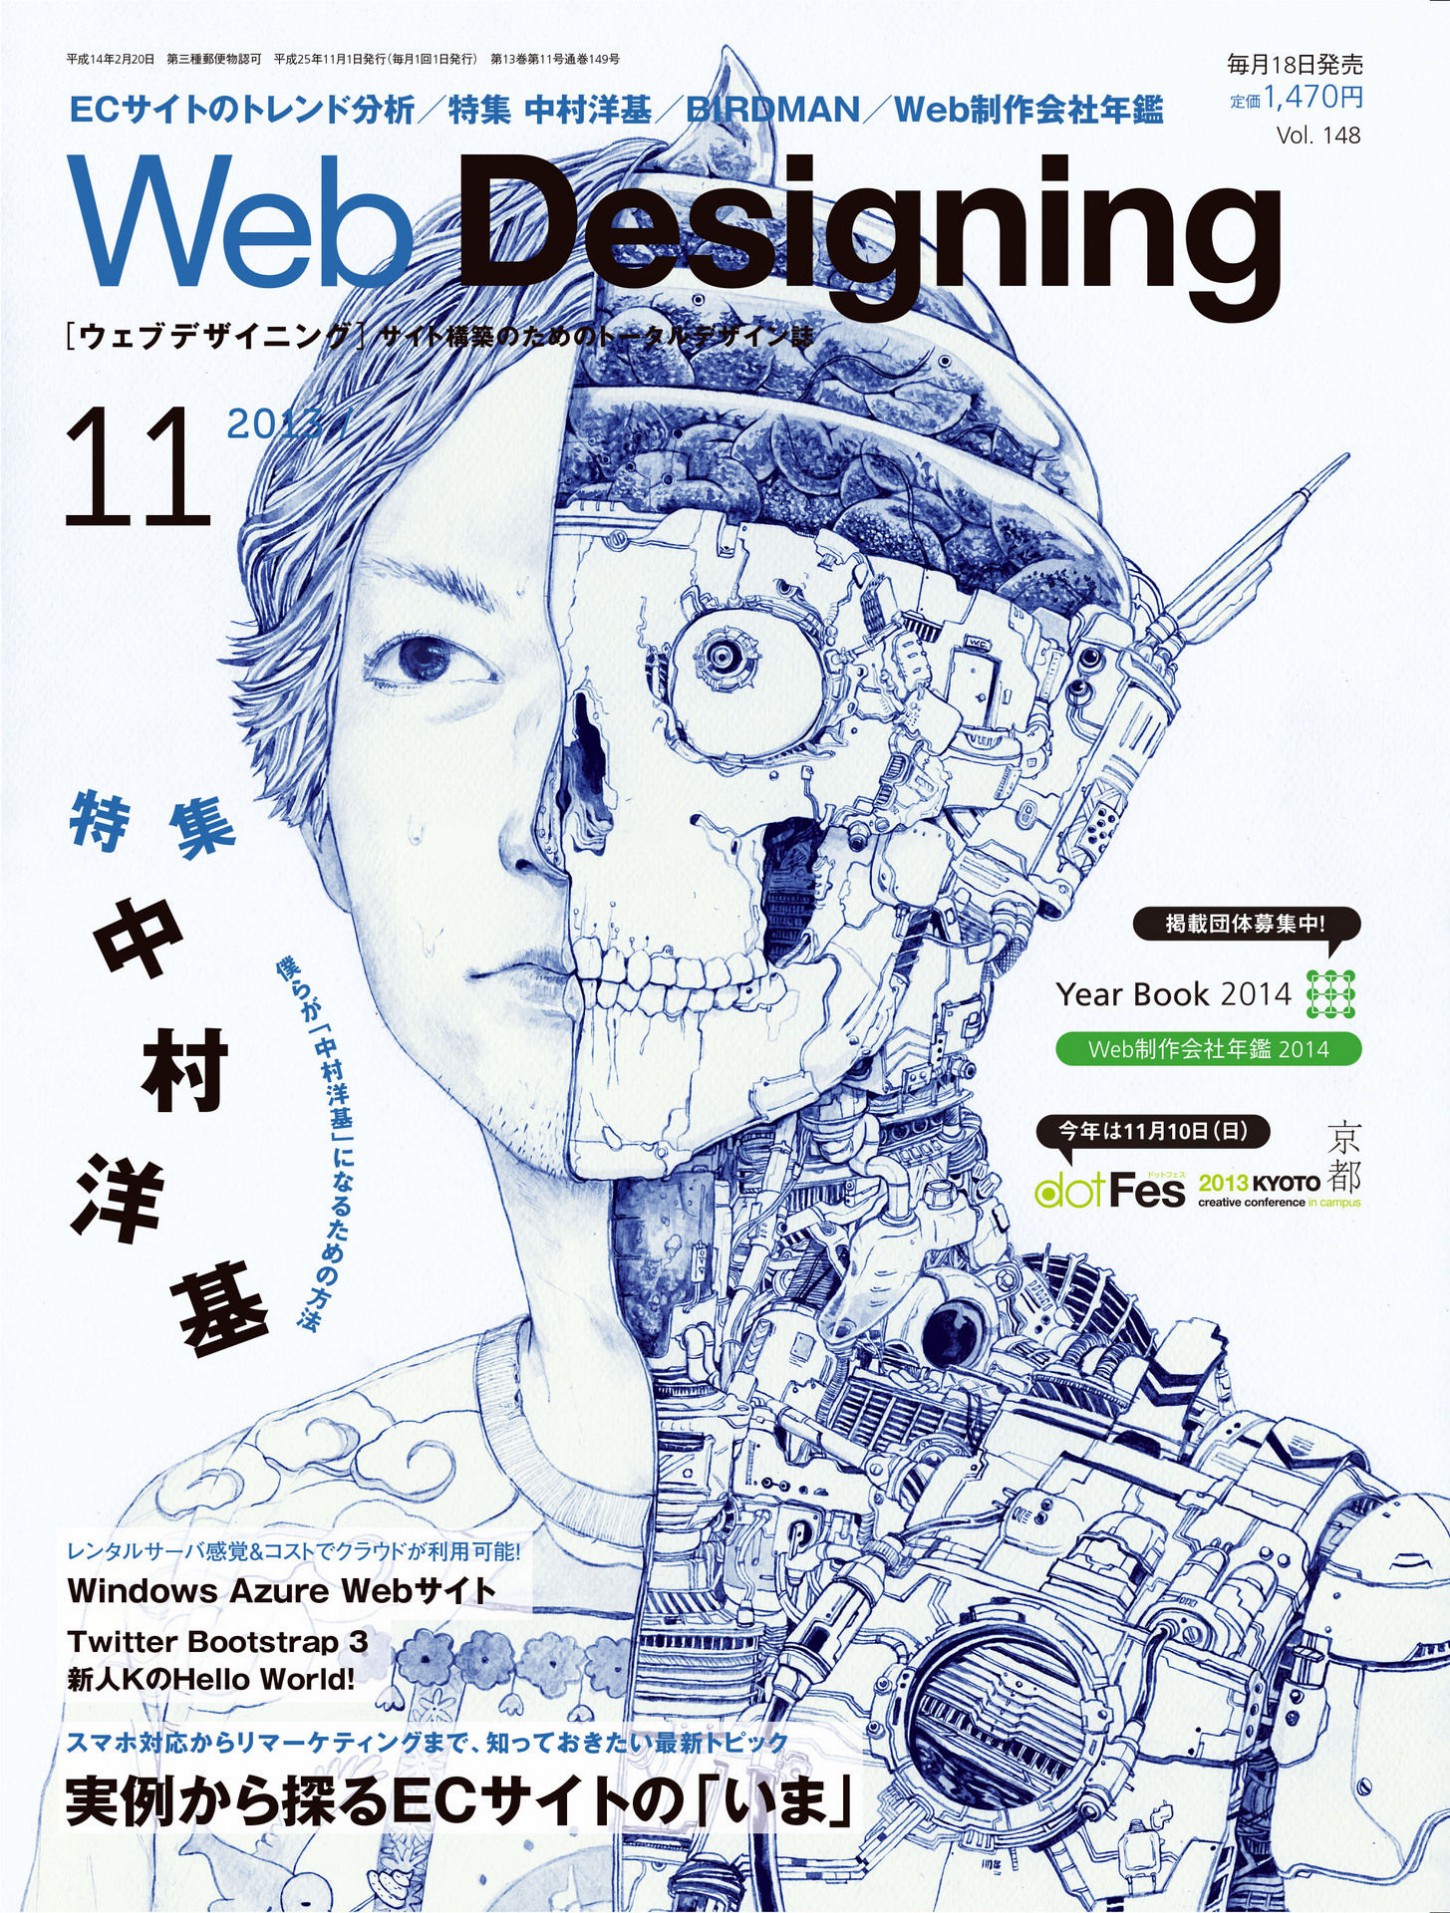 平成14年2月20日 第三種郵便物認可 平成25年11月1日発行(毎月1回1日発行) 第13巻第11号通巻149号
毎月18日発売
定価1,470円
Vol. 148
ECサイトのトレンド分析／特集 中村洋基／BIRDMAN／Web制作会社年鑑
Web Designing
[ウェブデザイニング] サイト構築のためのトータルデザイン誌
11 2013 /
WC
特集
中村洋基
僕らが「中村洋基」になるための方法
掲載団体募集中!
Year Book 2014
Web制作会社年鑑 2014
今年は11月10日(日)
ドットフェス
dotFes 2013 KYOTO 京都
creative conference in campus
レンタルサーバ感覚&コストでクラウドが利用可能!
Windows Azure Webサイト
Twitter Bootstrap 3
新人KのHello World!
スマホ対応からリマーケティングまで、知っておきたい最新トピック
実例から探るECサイトの「いま」